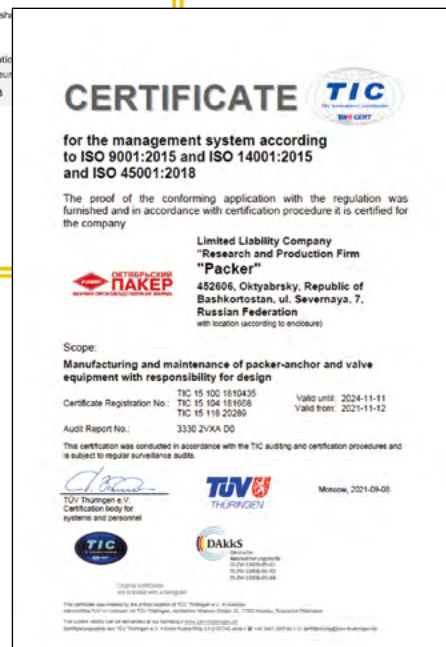 CERTIFICATE
TIC
TÜV CERT
for the management system according
to ISO 9001:2015 and ISO 14001:2015
and ISO 45001:2018
The proof of the conforming application with the regulation was
furnished and in accordance with certification procedure it is certified for
the company
ОКТЯБРЬСКИЙ
ПАКЕР
Limited Liability Company
"Research and Production Firm
"Packer"
452606, Oktyabrsky, Republic of
Bashkortostan, ul. Severnaya, 7,
Russian Federation
with location (according to enclosure)
Scope:
Manufacturing and maintenance of packer-anchor and valve
equipment with responsibility for design
Certificate Registration No.:
TIC 15 100 1810435
TIC 15 104 181668
TIC 15 118 20289
Valid until: 2024-11-11
Valid from: 2021-11-12
Audit Report No.: 3330 2VXA D0
This certification was conducted in accordance with the TIC auditing and certification procedures and
is subject to regular surveillance audits.
TÜV Thüringen e.V.
Certification body for
systems and personnel
TÜV
THÜRINGEN
Moscow, 2021-09-08
TIC
DAkkS
Deutsche
Akkreditierungsstelle